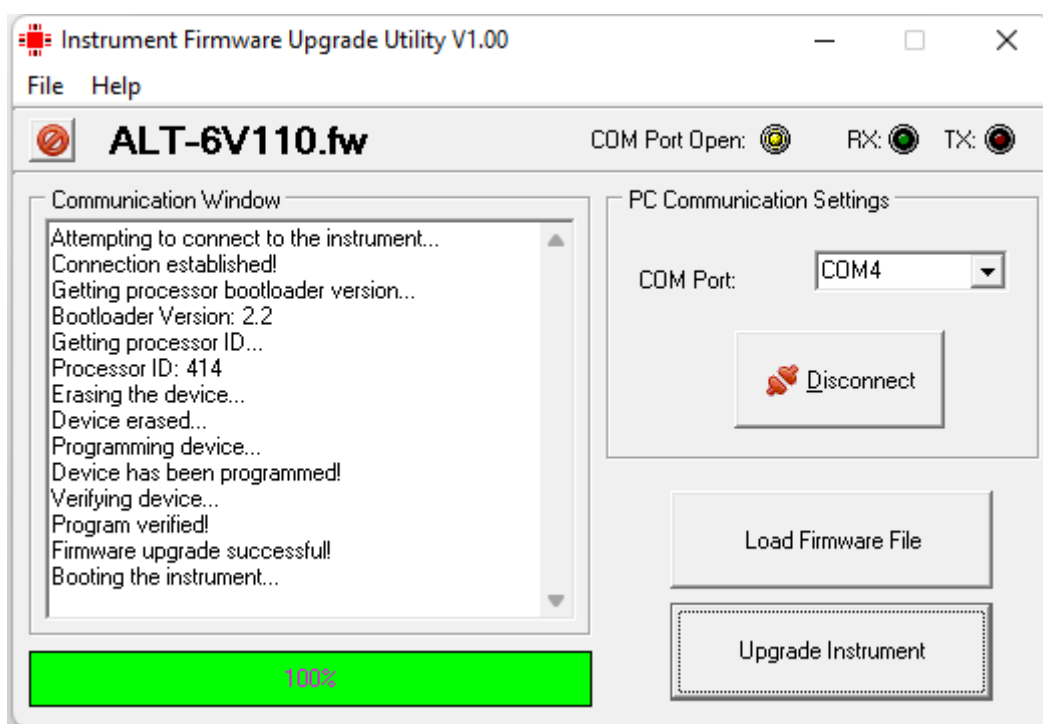 Instrument Firmware Upgrade Utility V1.00
File Help
ALT-6V110.fw
COM Port Open: RX: TX:
Communication Window
Attempting to connect to the instrument...
Connection established!
Getting processor bootloader version...
Bootloader Version: 2.2
Getting processor ID...
Processor ID: 414
Erasing the device...
Device erased...
Programming device...
Device has been programmed!
Verifying device...
Program verified!
Firmware upgrade successful!
Booting the instrument...
100%
PC Communication Settings
COM Port: COM4
Disconnect
Load Firmware File
Upgrade Instrument